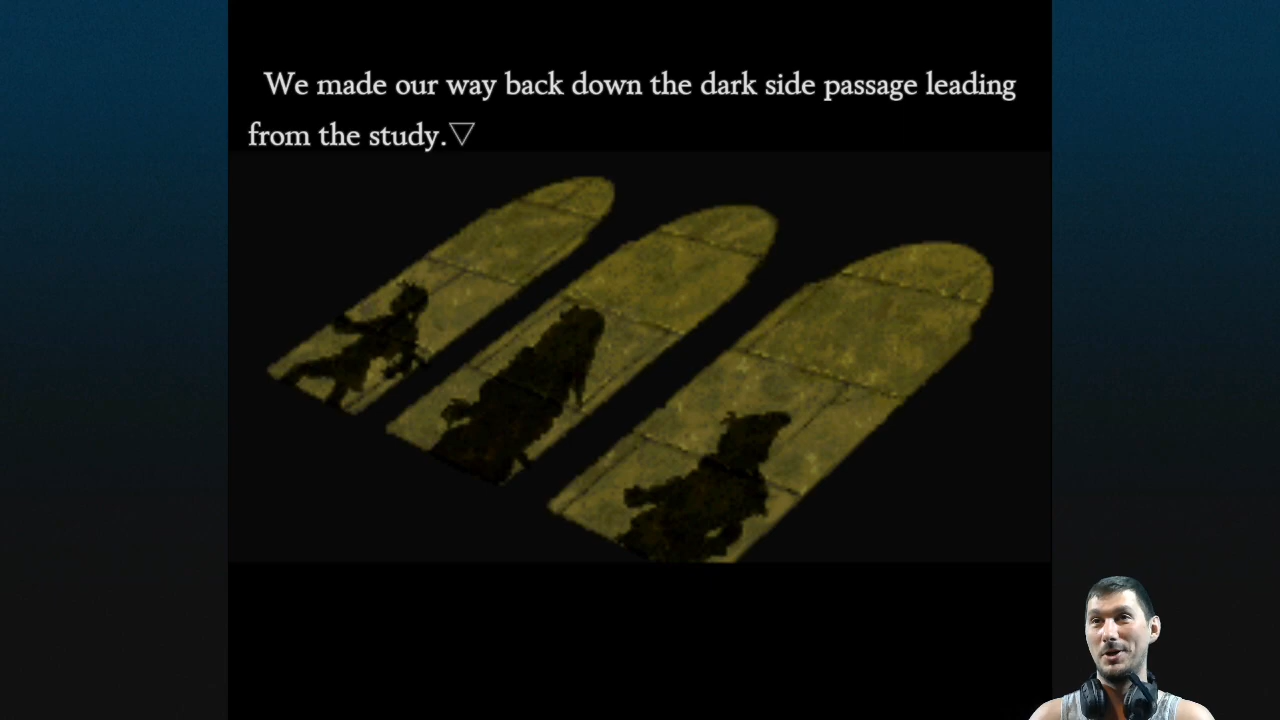 We made our way back down the dark side passage leading
from the study.▽